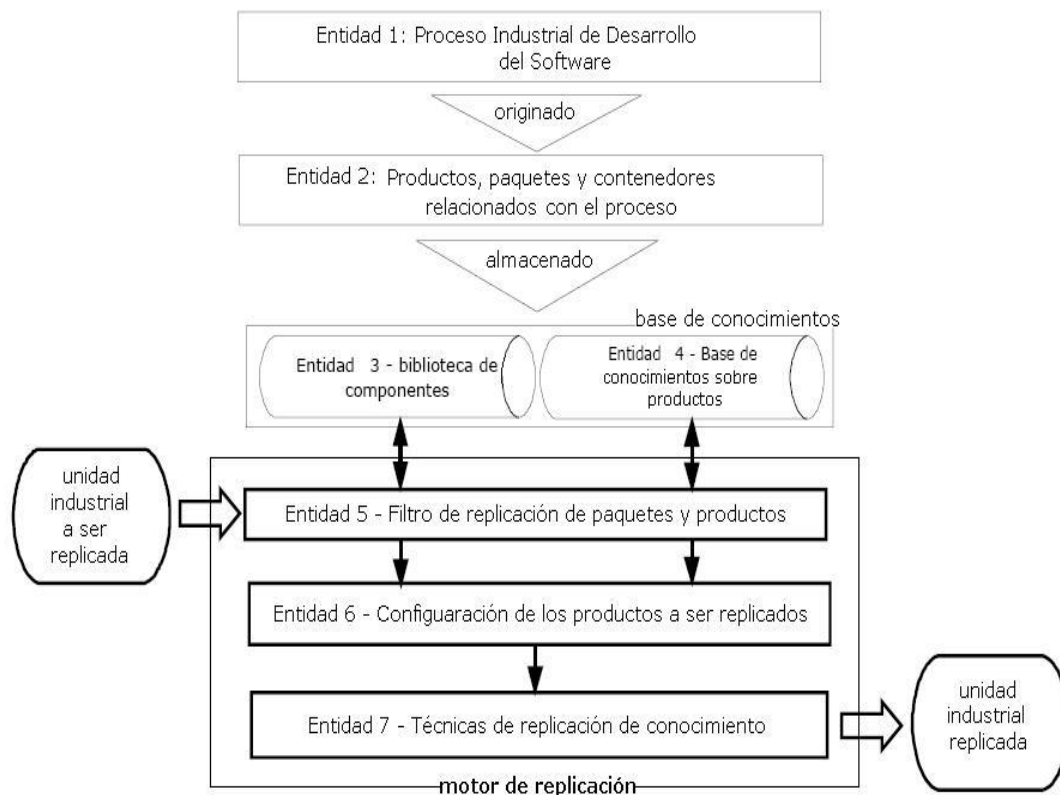 Entidad 1: Proceso Industrial de Desarrollo
del Software
originado
Entidad 2: Productos, paquetes y contenedores
relacionados con el proceso
almacenado
base de conocimientos
Entidad 3 - biblioteca de
componentes
Entidad 4 - Base de
conocimientos sobre
productos
unidad
industrial
a ser
replicada
Entidad 5 - Filtro de replicación de paquetes y productos
Entidad 6 - Configuaración de los productos a ser replicados
Entidad 7 - Técnicas de replicación de conocimiento
unidad
industrial
replicada
motor de replicación